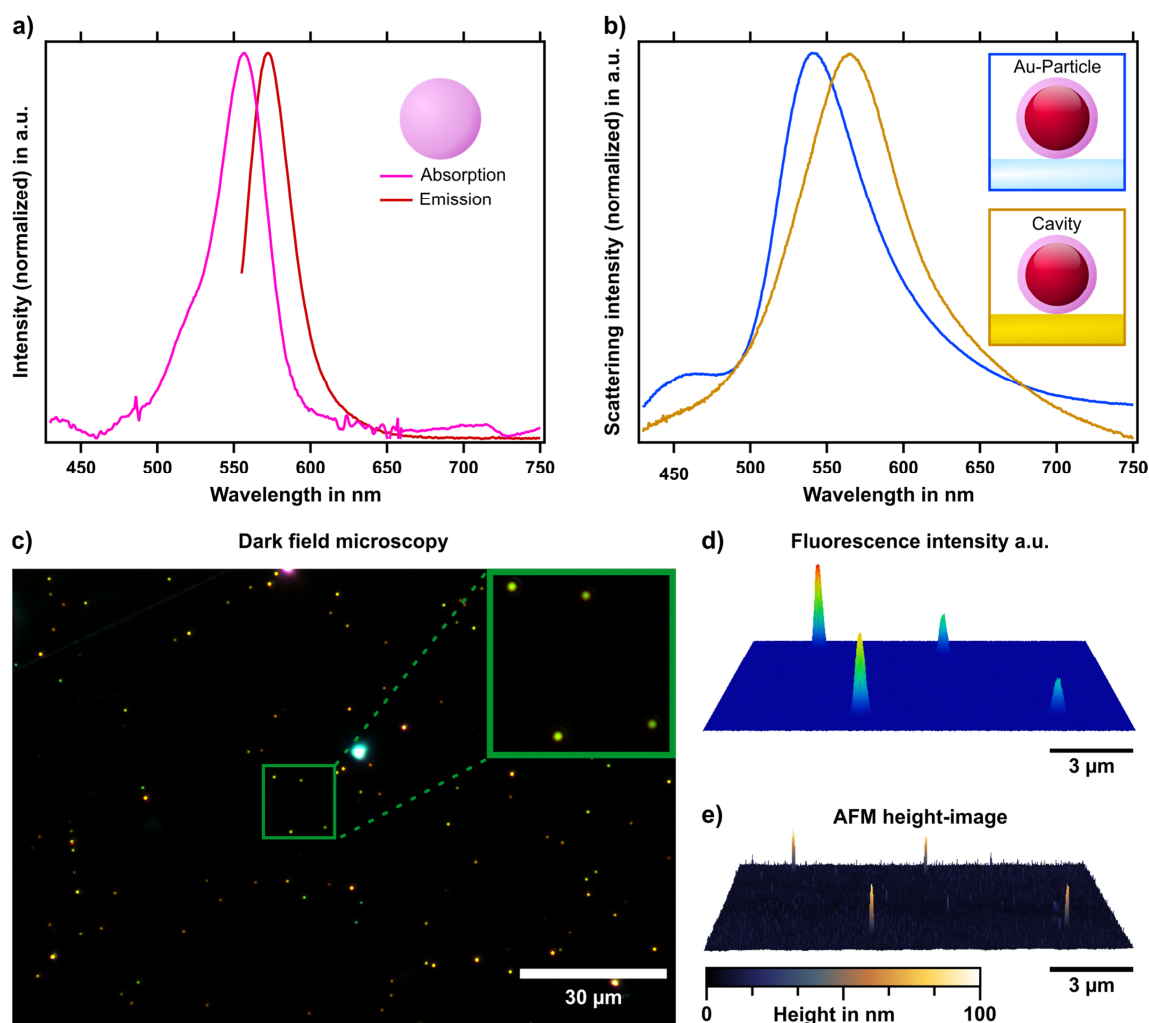 a)
Intensity (normalized) in a.u.
Absorption
Emission
450 500 550 600 650 700 750
Wavelength in nm
b)
Scatterinng intensity (normalized) in a.u.
Au-Particle
Cavity
450 500 550 600 650 700 750
Wavelength in nm
c) Dark field microscopy
30 µm
d) Fluorescence intensity a.u.
3 µm
e) AFM height-image
0 Height in nm 100
3 µm